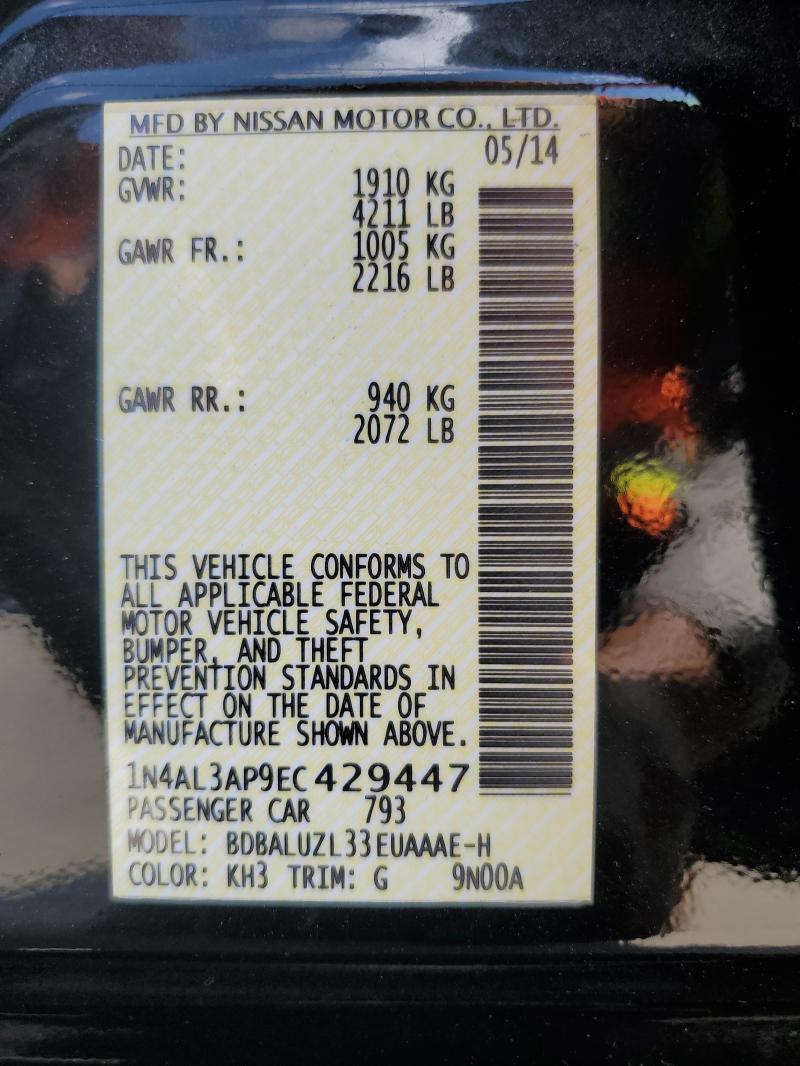 MFD BY NISSAN MOTOR CO., LTD.
DATE: 05/14
GVWR: 1910 KG
4211 LB
GAWR FR.: 1005 KG
2216 LB
GAWR RR.: 940 KG
2072 LB
THIS VEHICLE CONFORMS TO
ALL APPLICABLE FEDERAL
MOTOR VEHICLE SAFETY,
BUMPER, AND THEFT
PREVENTION STANDARDS IN
EFFECT ON THE DATE OF
MANUFACTURE SHOWN ABOVE.
1N4AL3AP9EC429447
PASSENGER CAR 793
MODEL: BDBALUZL33EUAAAE-H
COLOR: KH3 TRIM: G 9N00A